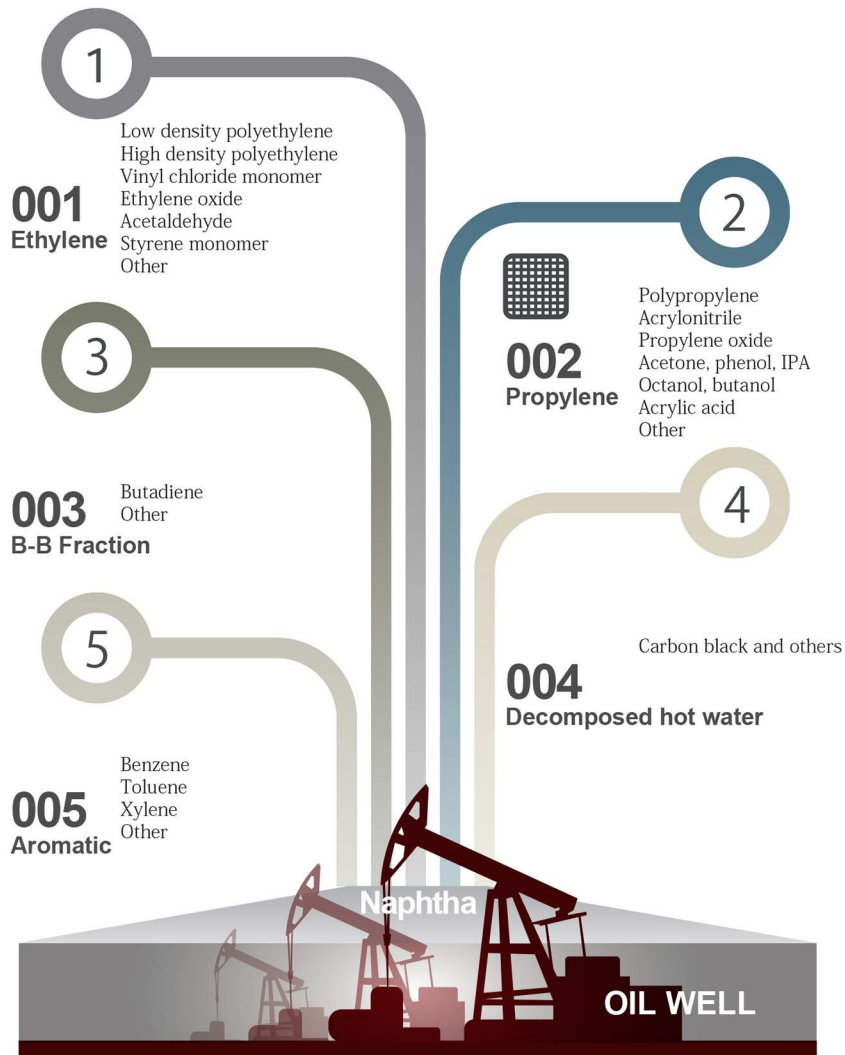 1
Low density polyethylene
High density polyethylene
Vinyl chloride monomer
Ethylene oxide
Acetaldehyde
Styrene monomer
Other
001
Ethylene
2
Polypropylene
Acrylonitrile
Propylene oxide
Acetone, phenol, IPA
Octanol, butanol
Acrylic acid
Other
002
Propylene
3
Butadiene
Other
003
B-B Fraction
4
Carbon black and others
004
Decomposed hot water
5
Benzene
Toluene
Xylene
Other
005
Aromatic
Naphtha
OIL WELL